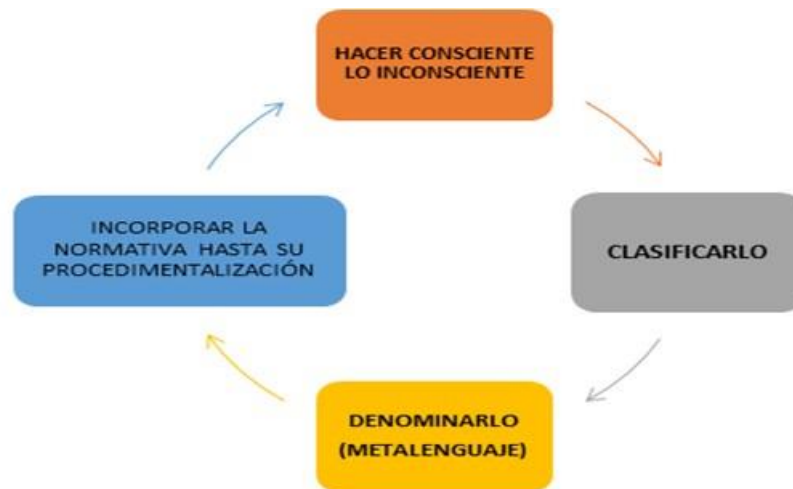 HACER CONSCIENTE
LO INCONSCIENTE
CLASIFICARLO
DENOMINARLO
(METALENGUAJE)
INCORPORAR LA
NORMATIVA HASTA SU
PROCEDIMENTALIZACIÓN